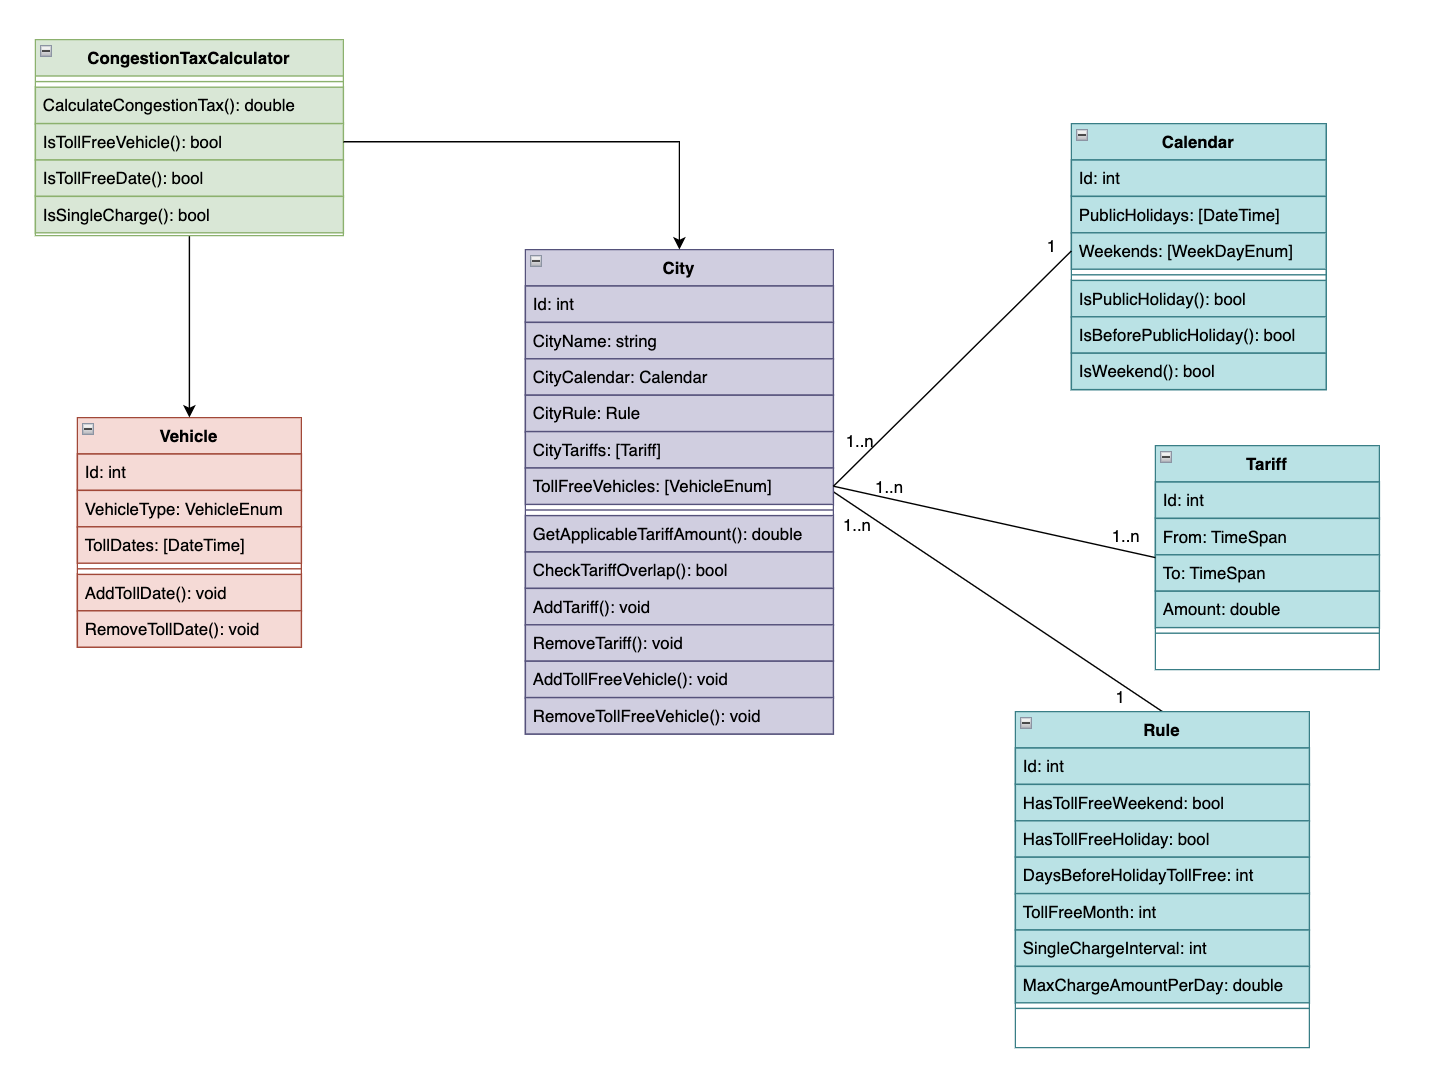 CongestionTaxCalculator
CalculateCongestionTax(): double
IsTollFreeVehicle(): bool
IsTollFreeDate(): bool
IsSingleCharge(): bool
Vehicle
Id: int
VehicleType: VehicleEnum
TollDates: [DateTime]
AddTollDate(): void
RemoveTollDate(): void
City
Id: int
CityName: string
CityCalendar: Calendar
CityRule: Rule
CityTariffs: [Tariff]
TollFreeVehicles: [VehicleEnum]
GetApplicableTariffAmount(): double
CheckTariffOverlap(): bool
AddTariff(): void
RemoveTariff(): void
AddTollFreeVehicle(): void
RemoveTollFreeVehicle(): void
1
1..n
1..n
1..n
1..n
1
Calendar
Id: int
PublicHolidays: [DateTime]
Weekends: [WeekDayEnum]
IsPublicHoliday(): bool
IsBeforePublicHoliday(): bool
IsWeekend(): bool
Tariff
Id: int
From: TimeSpan
To: TimeSpan
Amount: double
Rule
Id: int
HasTollFreeWeekend: bool
HasTollFreeHoliday: bool
DaysBeforeHolidayTollFree: int
TollFreeMonth: int
SingleChargeInterval: int
MaxChargeAmountPerDay: double